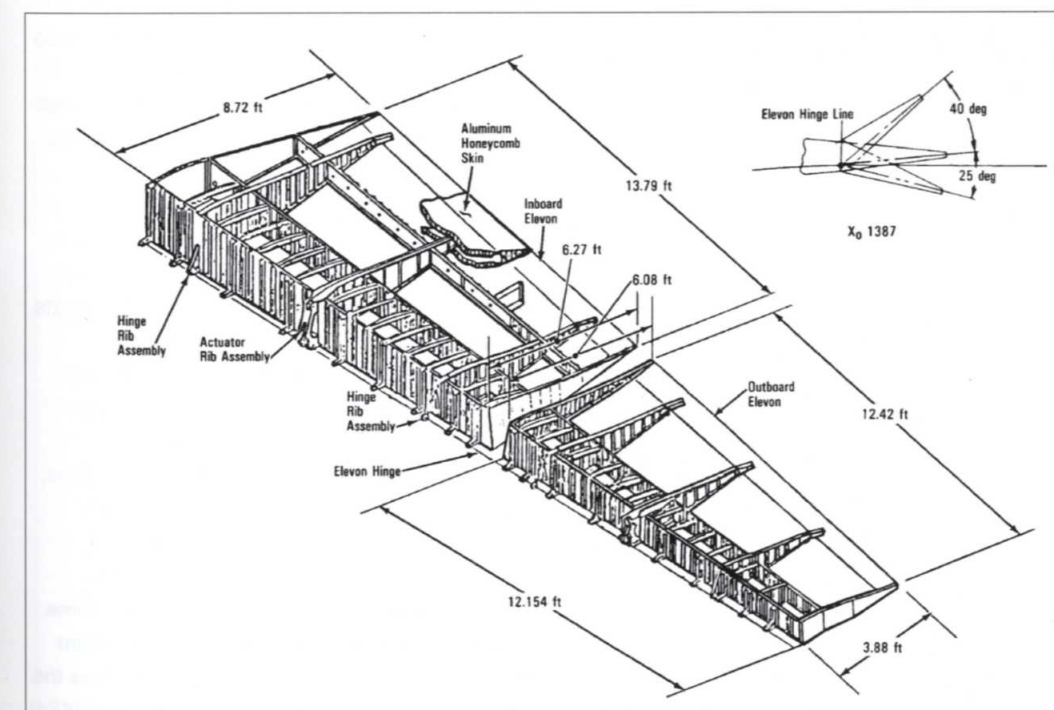 8.72 ft
Aluminum
Honeycomb
Skin
13.79 ft
Elevon Hinge Line
40 deg
25 deg
X₀ 1387
Inboard
Elevon
6.27 ft
6.08 ft
Hinge
Rib
Assembly
Actuator
Rib Assembly
Hinge
Rib
Assembly
Elevon Hinge
Outboard
Elevon
12.42 ft
12.154 ft
3.88 ft